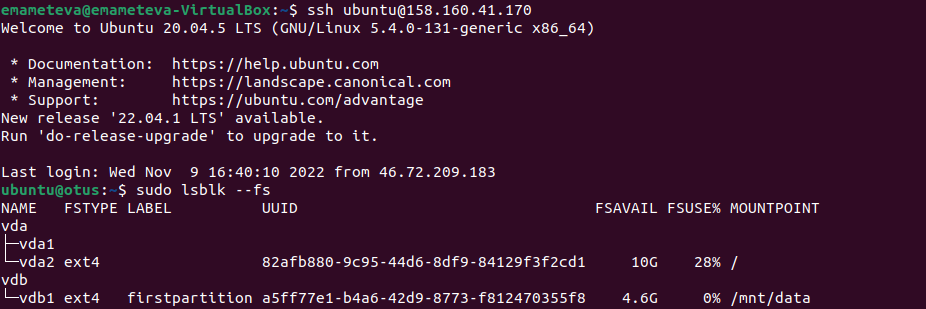 emameteva@emameteva-VirtualBox:~$ ssh ubuntu@158.160.41.170
Welcome to Ubuntu 20.04.5 LTS (GNU/Linux 5.4.0-131-generic x86_64)

 * Documentation:  https://help.ubuntu.com
 * Management:     https://landscape.canonical.com
 * Support:        https://ubuntu.com/advantage
New release '22.04.1 LTS' available.
Run 'do-release-upgrade' to upgrade to it.

Last login: Wed Nov  9 16:40:10 2022 from 46.72.209.183
ubuntu@otus:~$ sudo lsblk --fs
NAME   FSTYPE LABEL          UUID                                 FSAVAIL FSUSE% MOUNTPOINT
vda
├─vda1
└─vda2 ext4                  82afb880-9c95-44d6-8df9-84129f3f2cd1     10G    28% /
vdb
└─vdb1 ext4   firstpartition a5ff77e1-b4a6-42d9-8773-f812470355f8    4.6G     0% /mnt/data